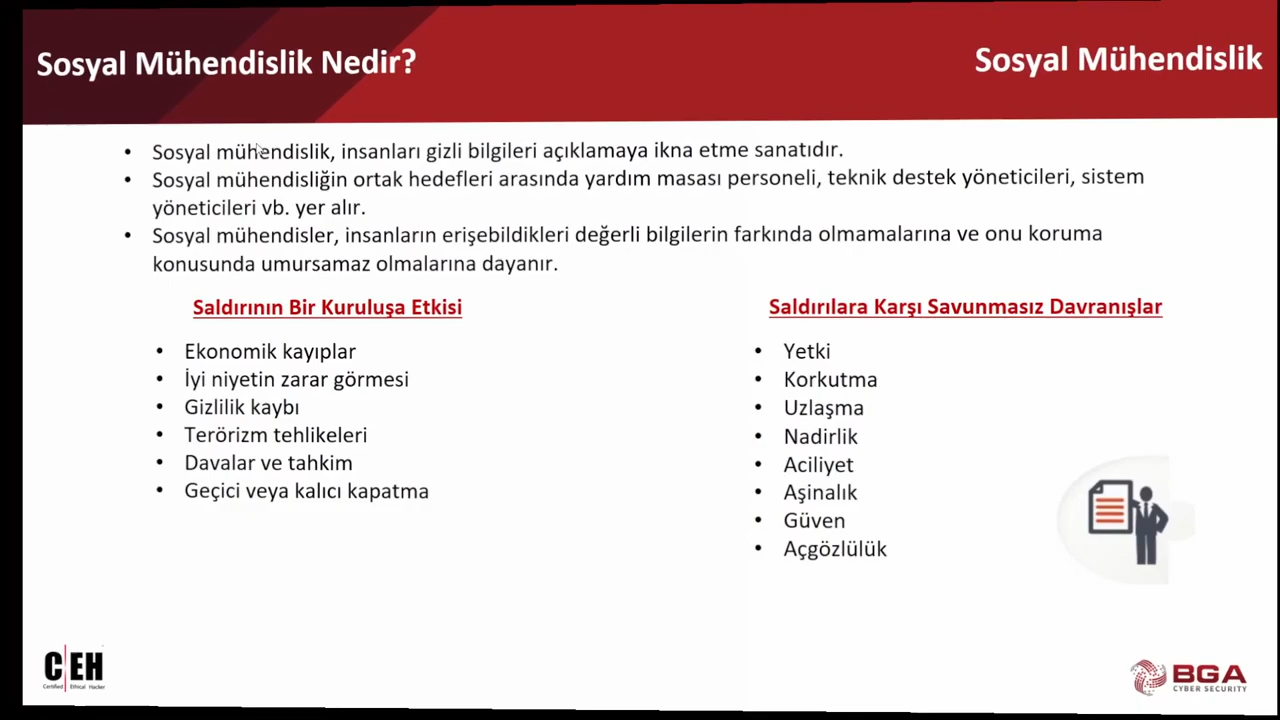 Sosyal Mühendislik Nedir?
Sosyal Mühendislik
• Sosyal mühendislik, insanları gizli bilgileri açıklamaya ikna etme sanatıdır.
• Sosyal mühendisliğin ortak hedefleri arasında yardım masası personeli, teknik destek yöneticileri, sistem
yöneticileri vb. yer alır.
• Sosyal mühendisler, insanların erişebildikleri değerli bilgilerin farkında olmamalarına ve onu koruma
konusunda umursamaz olmalarına dayanır.
Saldırının Bir Kuruluşa Etkisi
• Ekonomik kayıplar
• İyi niyetin zarar görmesi
• Gizlilik kaybı
• Terörizm tehlikeleri
• Davalar ve tahkim
• Geçici veya kalıcı kapatma
Saldırılara Karşı Savunmasız Davranışlar
• Yetki
• Korkutma
• Uzlaşma
• Nadirlik
• Aciliyet
• Aşinalık
• Güven
• Açgözlülük
C|EH
Certified Ethical Hacker
BGA
CYBER SECURITY